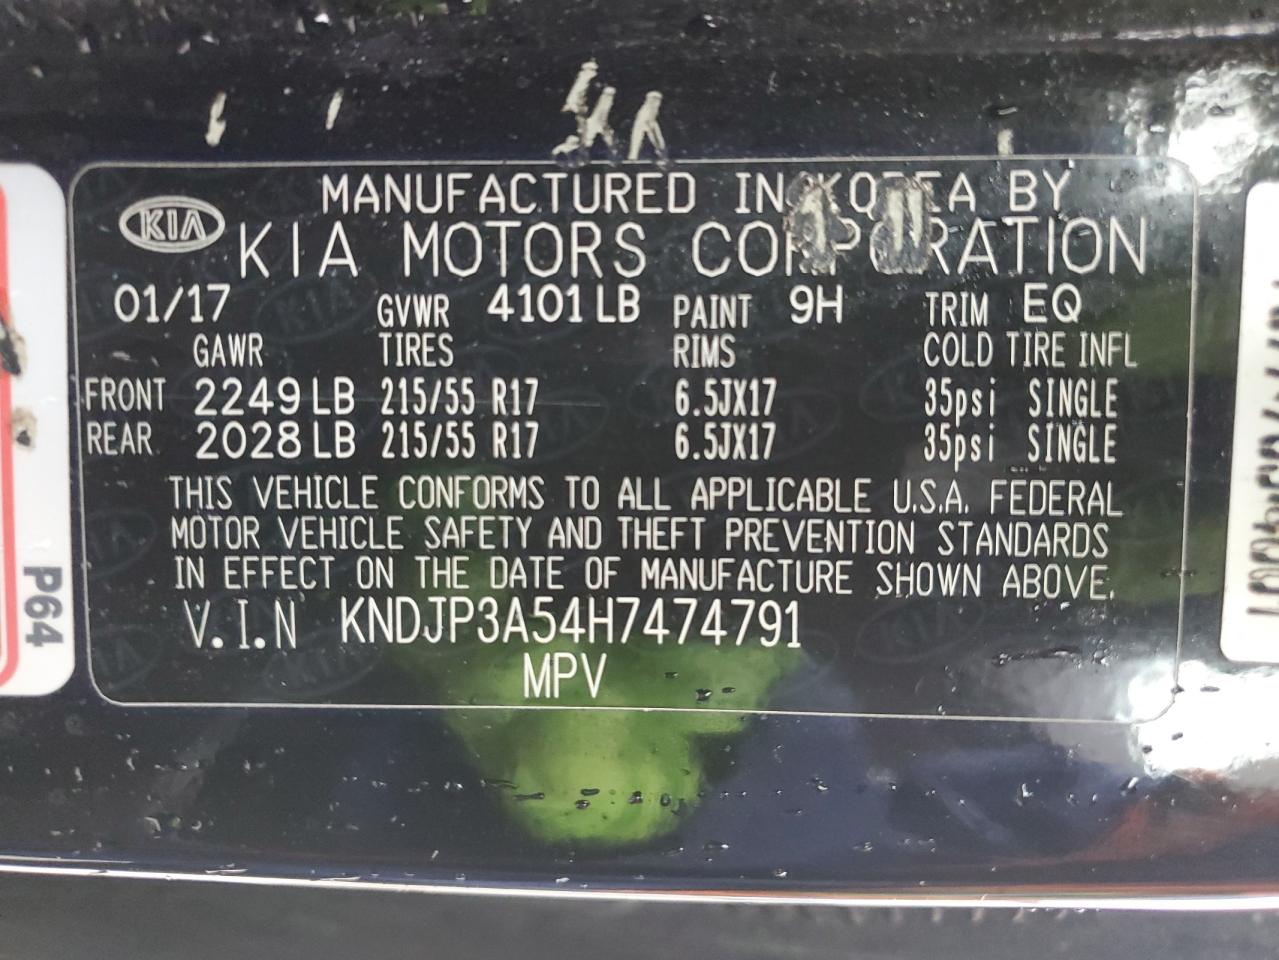 MANUFACTURED IN KOREA BY
KIA
KIA MOTORS CORPORATION
01/17 GVWR 4101 LB PAINT 9H TRIM EQ
GAWR TIRES RIMS COLD TIRE INFL
FRONT 2249 LB 215/55 R17 6.5JX17 35psi SINGLE
REAR 2028 LB 215/55 R17 6.5JX17 35psi SINGLE
THIS VEHICLE CONFORMS TO ALL APPLICABLE U.S.A. FEDERAL
MOTOR VEHICLE SAFETY AND THEFT PREVENTION STANDARDS
IN EFFECT ON THE DATE OF MANUFACTURE SHOWN ABOVE.
V.I.N KNDJP3A54H7474791
MPV
P64